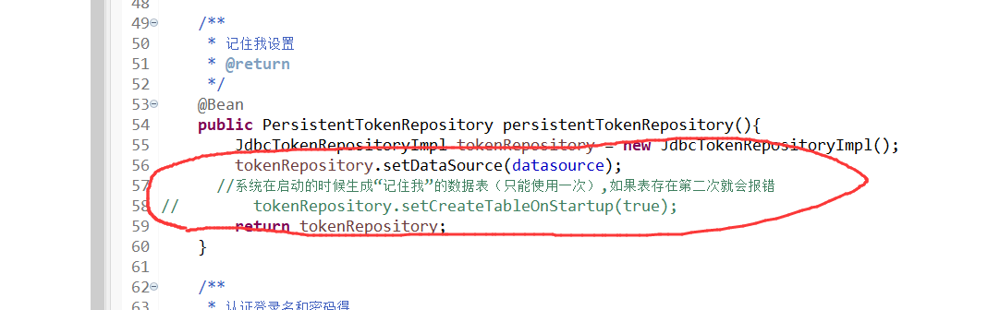 48
49 /**
50 * 记住我设置
51 * @return
52 */
53 @Bean
54 public PersistentTokenRepository persistentTokenRepository(){
55 JdbcTokenRepositoryImpl tokenRepository = new JdbcTokenRepositoryImpl();
56 tokenRepository.setDataSource(datasource);
57 //系统在启动的时候生成“记住我”的数据表（只能使用一次）,如果表存在第二次就会报错
58 // tokenRepository.setCreateTableOnStartup(true);
59 return tokenRepository;
60 }
61
62 /**
63 * 认证登录名和密码得